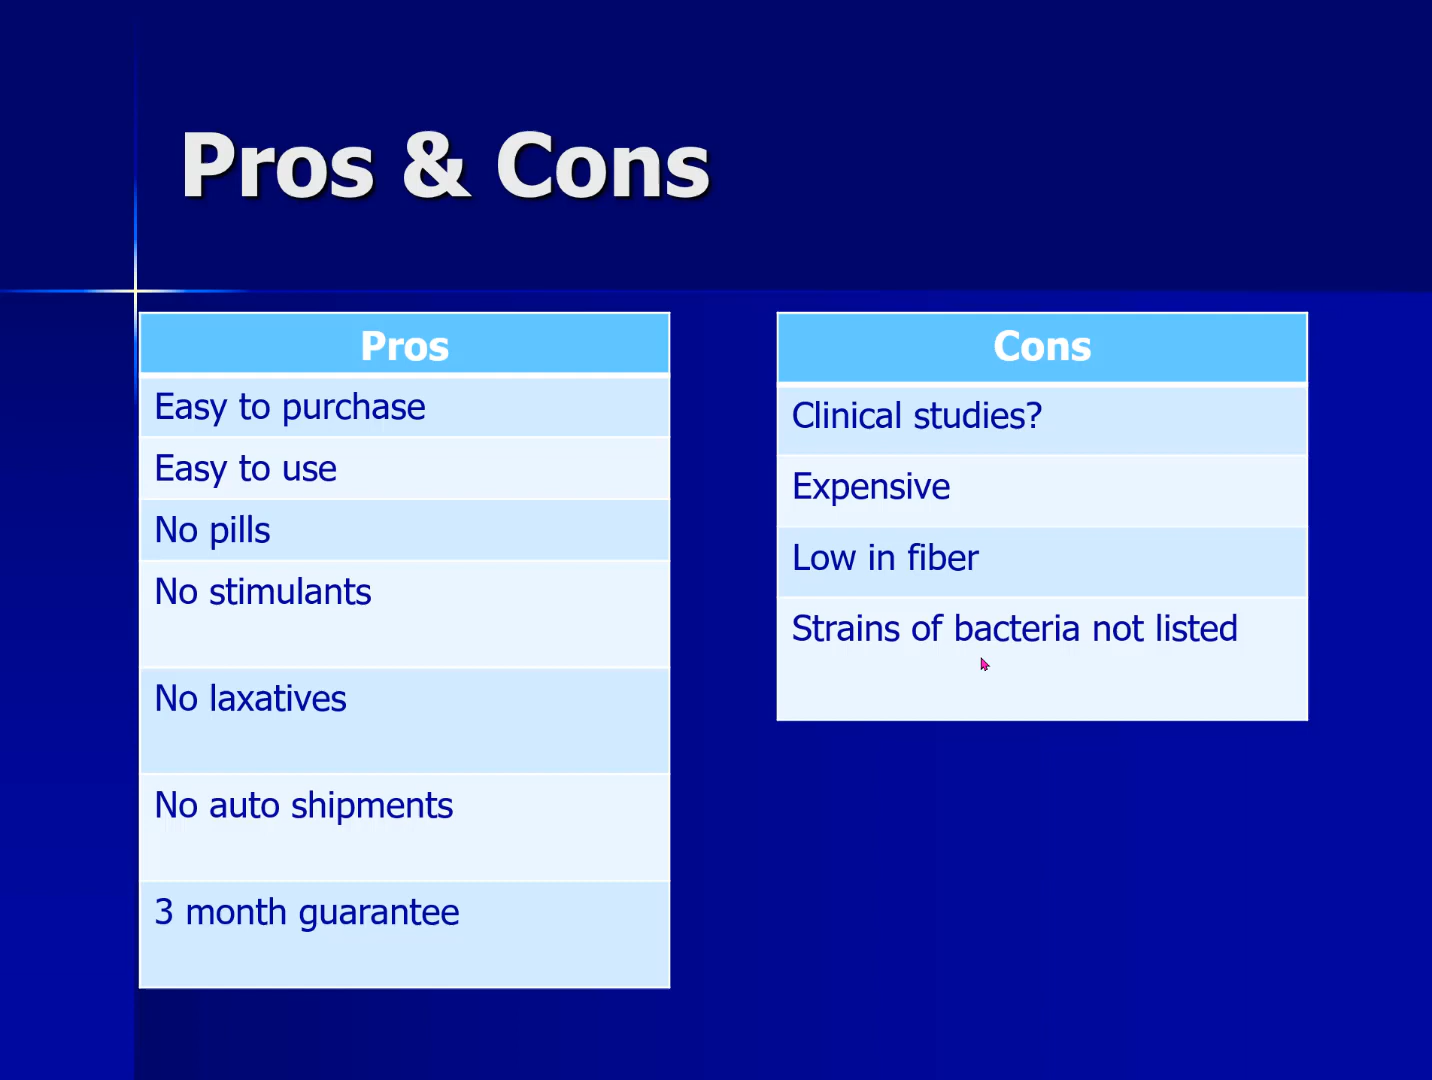 Pros & Cons
Pros
Easy to purchase
Easy to use
No pills
No stimulants
No laxatives
No auto shipments
3 month guarantee
Cons
Clinical studies?
Expensive
Low in fiber
Strains of bacteria not listed